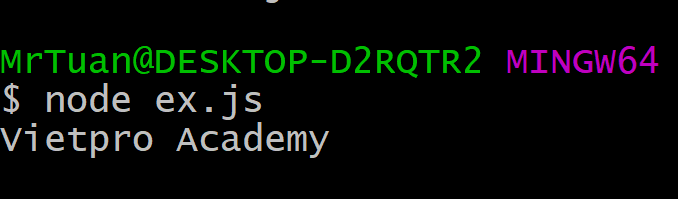 MrTuan@DESKTOP-D2RQTR2 MINGW64
$ node ex.js
Vietpro Academy